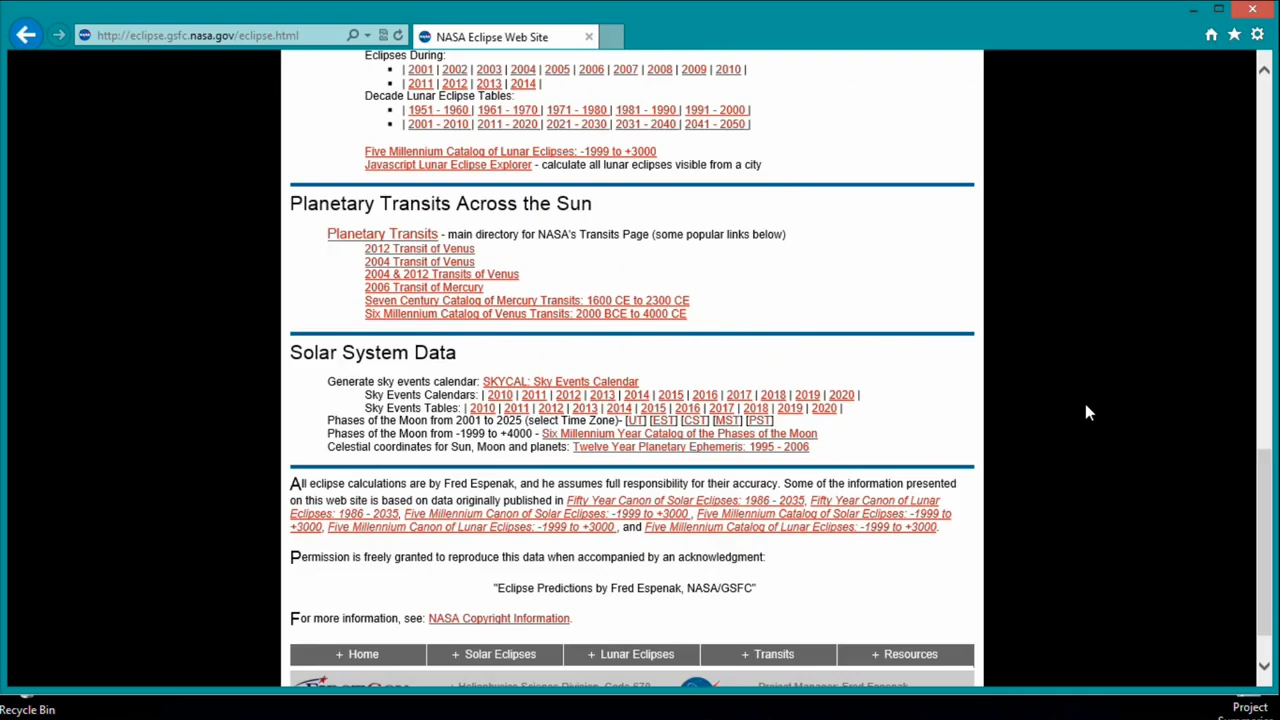 http://eclipse.gsfc.nasa.gov/eclipse.html
NASA Eclipse Web Site
Eclipses During:
| 2001 | 2002 | 2003 | 2004 | 2005 | 2006 | 2007 | 2008 | 2009 | 2010 |
| 2011 | 2012 | 2013 | 2014 |
Decade Lunar Eclipse Tables:
| 1951 - 1960 | 1961 - 1970 | 1971 - 1980 | 1981 - 1990 | 1991 - 2000 |
| 2001 - 2010 | 2011 - 2020 | 2021 - 2030 | 2031 - 2040 | 2041 - 2050 |
Five Millennium Catalog of Lunar Eclipses: -1999 to +3000
Javascript Lunar Eclipse Explorer - calculate all lunar eclipses visible from a city
Planetary Transits Across the Sun
Planetary Transits - main directory for NASA's Transits Page (some popular links below)
2012 Transit of Venus
2004 Transit of Venus
2004 & 2012 Transits of Venus
2006 Transit of Mercury
Seven Century Catalog of Mercury Transits: 1600 CE to 2300 CE
Six Millennium Catalog of Venus Transits: 2000 BCE to 4000 CE
Solar System Data
Generate sky events calendar: SKYCAL: Sky Events Calendar
Sky Events Calendars: | 2010 | 2011 | 2012 | 2013 | 2014 | 2015 | 2016 | 2017 | 2018 | 2019 | 2020 |
Sky Events Tables: | 2010 | 2011 | 2012 | 2013 | 2014 | 2015 | 2016 | 2017 | 2018 | 2019 | 2020 |
Phases of the Moon from 2001 to 2025 (select Time Zone)- [UT] [EST] [CST] [MST] [PST]
Phases of the Moon from -1999 to +4000 - Six Millennium Year Catalog of the Phases of the Moon
Celestial coordinates for Sun, Moon and planets: Twelve Year Planetary Ephemeris: 1995 - 2006
All eclipse calculations are by Fred Espenak, and he assumes full responsibility for their accuracy. Some of the information presented
on this web site is based on data originally published in Fifty Year Canon of Solar Eclipses: 1986 - 2035, Fifty Year Canon of Lunar
Eclipses: 1986 - 2035, Five Millennium Canon of Solar Eclipses: -1999 to +3000 , Five Millennium Catalog of Solar Eclipses: -1999 to
+3000, Five Millennium Canon of Lunar Eclipses: -1999 to +3000 , and Five Millennium Catalog of Lunar Eclipses: -1999 to +3000.
Permission is freely granted to reproduce this data when accompanied by an acknowledgment:
"Eclipse Predictions by Fred Espenak, NASA/GSFC"
For more information, see: NASA Copyright Information.
+ Home + Solar Eclipses + Lunar Eclipses + Transits + Resources
+ Heliophysics Science Division, Code 670 Project Manager: Fred Espenak
Recycle Bin
Project